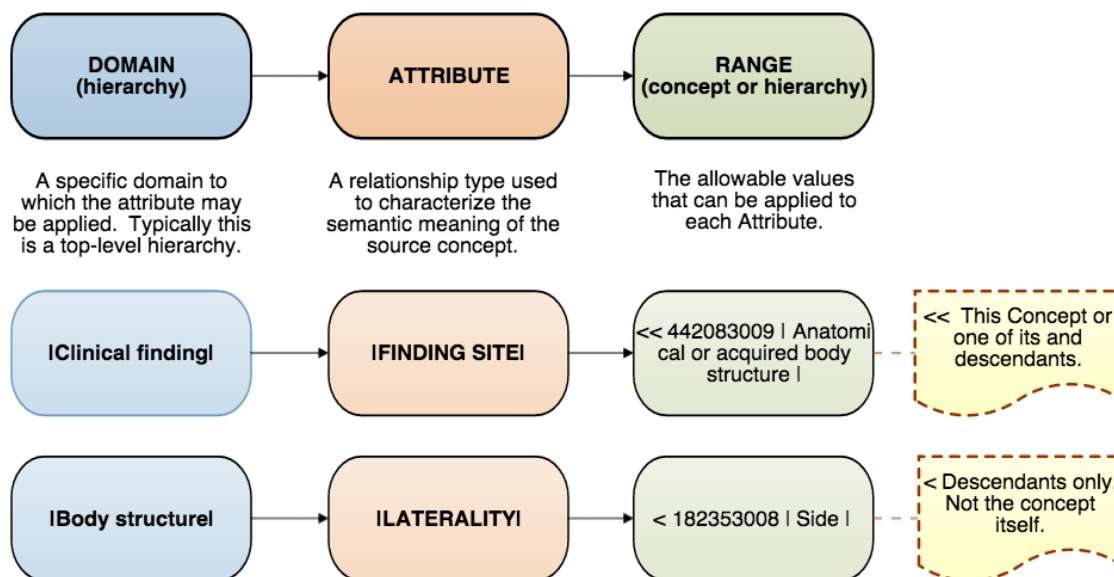 DOMAIN
(hierarchy)
ATTRIBUTE
RANGE
(concept or hierarchy)
A specific domain to
which the attribute may
be applied. Typically this
is a top-level hierarchy.
A relationship type used
to characterize the
semantic meaning of the
source concept.
The allowable values
that can be applied to
each Attribute.
|Clinical finding|
|FINDING SITE|
<< 442083009 | Anatomi
cal or acquired body
structure |
<< This Concept or
one of its and
descendants.
|Body structure|
|LATERALITY|
< 182353008 | Side |
< Descendants only.
Not the concept
itself.